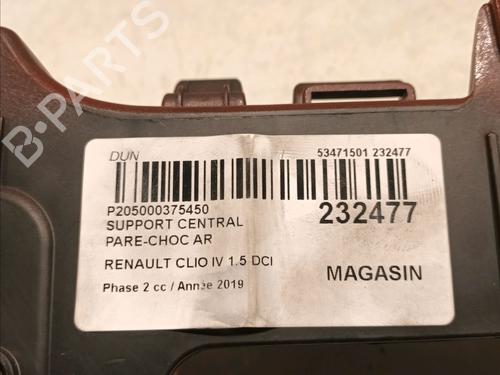 B-PARTS
DUN
53471501 232477
P205000375450
SUPPORT CENTRAL
232477
PARE-CHOC AR
RENAULT CLIO IV 1.5 DCI
MAGASIN
Phase 2 cc / Année 2019